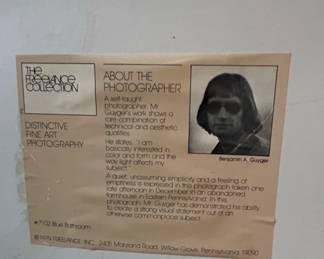 THE
FREELANCE
COLLECTION
DISTINCTIVE
FINE ART
PHOTOGRAPHY
ABOUT THE
PHOTOGRAPHER
A self-taught
photographer, Mr.
Guyger's work shows a
rare combination of
technical and aesthetic
qualities.
He states, "I am
basically interested in
color and form and the
way light affects my
subject."
Benjamin A. Guyger
A quiet, unassuming simplicity and a feeling of
emptiness is expressed in this photograph taken one
late afternoon in December in an abandoned
farmhouse in Eastern Pennsylvania. In this
photograph Mr. Guyger has demonstrated his ability
to create a strong visual statement out of an
otherwise commonplace subject.
Blue Bathroom
FREELANCE, INC., 2405 Maryland Road, Willow Grove, Pennsylvania 19090